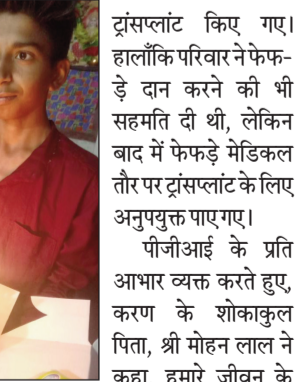 ट्रांसप्लांट किए गए।
हालाँकि परिवार ने फेफ-
ड़े दान करने की भी
सहमति दी थी, लेकिन
बाद में फेफड़े मेडिकल
तौर पर ट्रांसप्लांट के लिए
अनुपयुक्त पाए गए।
पीजीआई के प्रति
आभार व्यक्त करते हुए,
करण के शोकाकुल
पिता, श्री मोहन लाल ने
कहा, हमारे जीवन के